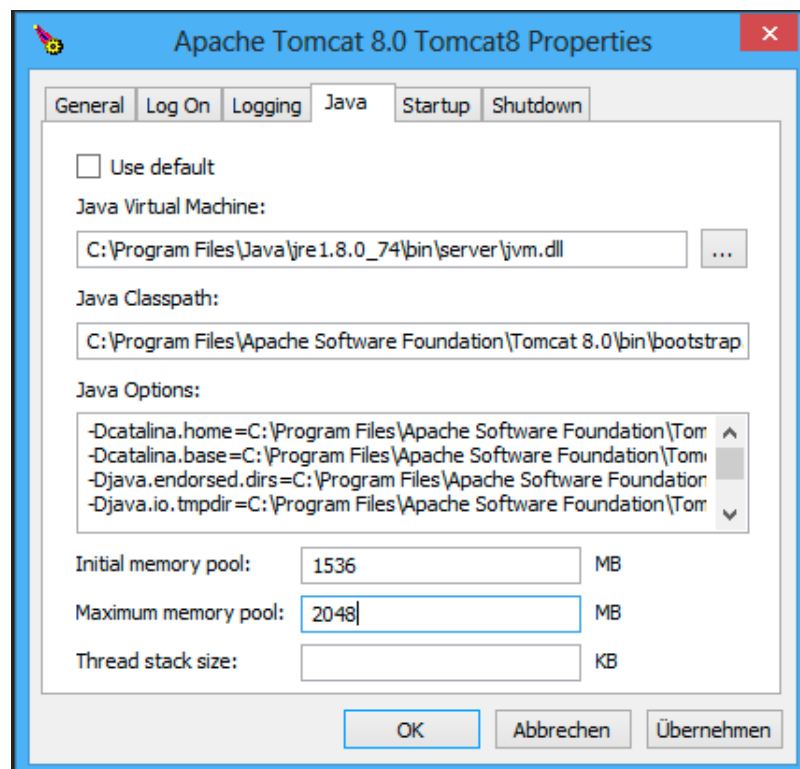 Apache Tomcat 8.0 Tomcat8 Properties
General Log On Logging Java Startup Shutdown
Use default
Java Virtual Machine:
C:\Program Files\Java\jre1.8.0_74\bin\server\jvm.dll ...
Java Classpath:
C:\Program Files\Apache Software Foundation\Tomcat 8.0\bin\bootstrap.
Java Options:
-Dcatalina.home=C:\Program Files\Apache Software Foundation\Tom
-Dcatalina.base=C:\Program Files\Apache Software Foundation\Tomc
-Djava.endorsed.dirs=C:\Program Files\Apache Software Foundation
-Djava.io.tmpdir=C:\Program Files\Apache Software Foundation\Tom
Initial memory pool: 1536 MB
Maximum memory pool: 2048 MB
Thread stack size: KB
OK Abbrechen Übernehmen